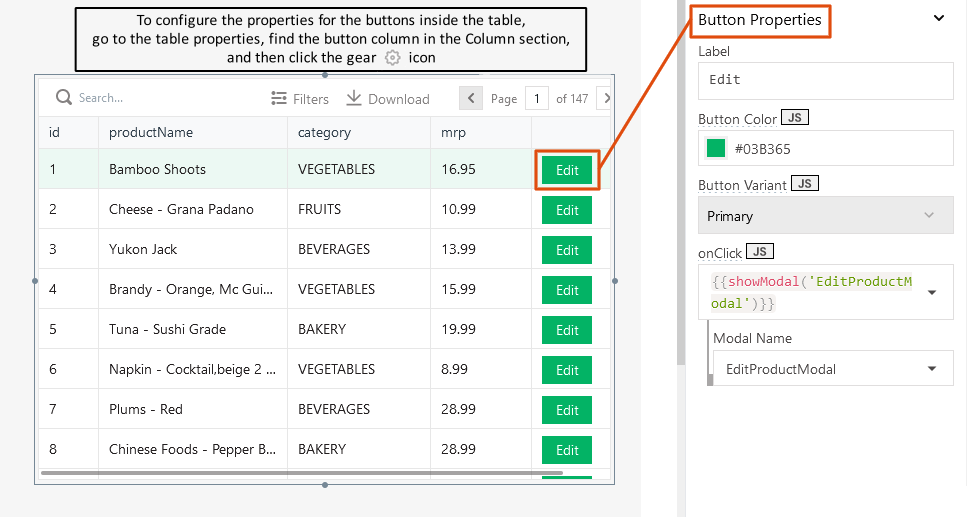 To configure the properties for the buttons inside the table,
go to the table properties, find the button column in the Column section,
and then click the gear icon
Search...
Filters
Download
Page 1 of 147
id productName category mrp
1 Bamboo Shoots VEGETABLES 16.95 Edit
2 Cheese - Grana Padano FRUITS 10.99 Edit
3 Yukon Jack BEVERAGES 13.99 Edit
4 Brandy - Orange, Mc Gui... VEGETABLES 15.99 Edit
5 Tuna - Sushi Grade BAKERY 19.99 Edit
6 Napkin - Cocktail,beige 2 ... VEGETABLES 8.99 Edit
7 Plums - Red BEVERAGES 28.99 Edit
8 Chinese Foods - Pepper B... BAKERY 28.99 Edit
Button Properties
Label
Edit
Button Color JS
#03B365
Button Variant JS
Primary
onClick JS
{{showModal('EditProductM
odal')}}
Modal Name
EditProductModal